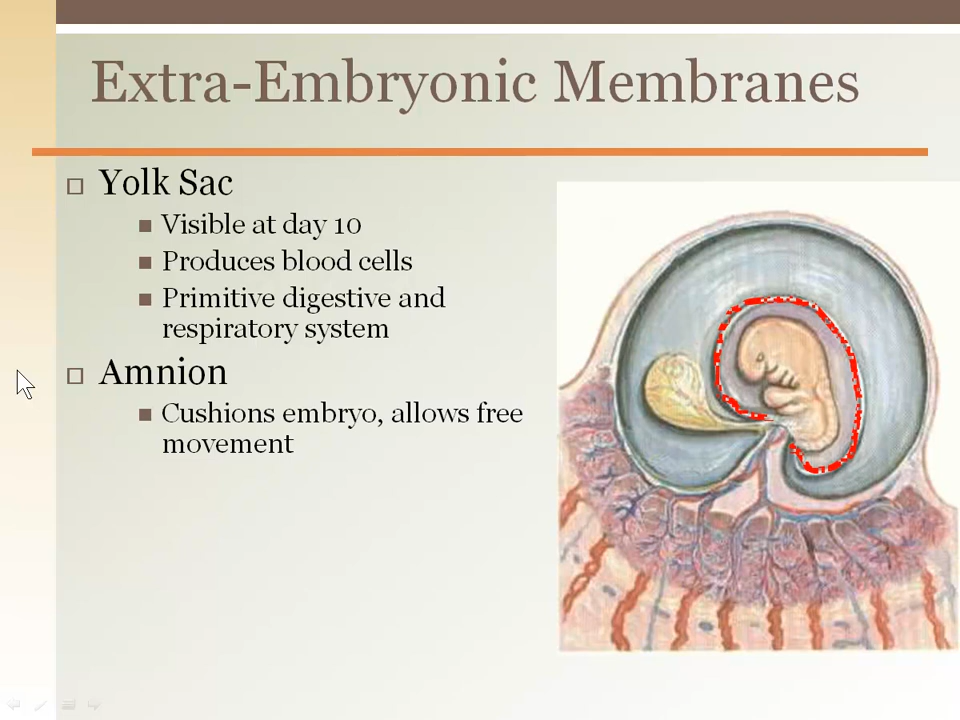 Extra-Embryonic Membranes
Yolk Sac
Visible at day 10
Produces blood cells
Primitive digestive and
respiratory system
Amnion
Cushions embryo, allows free
movement